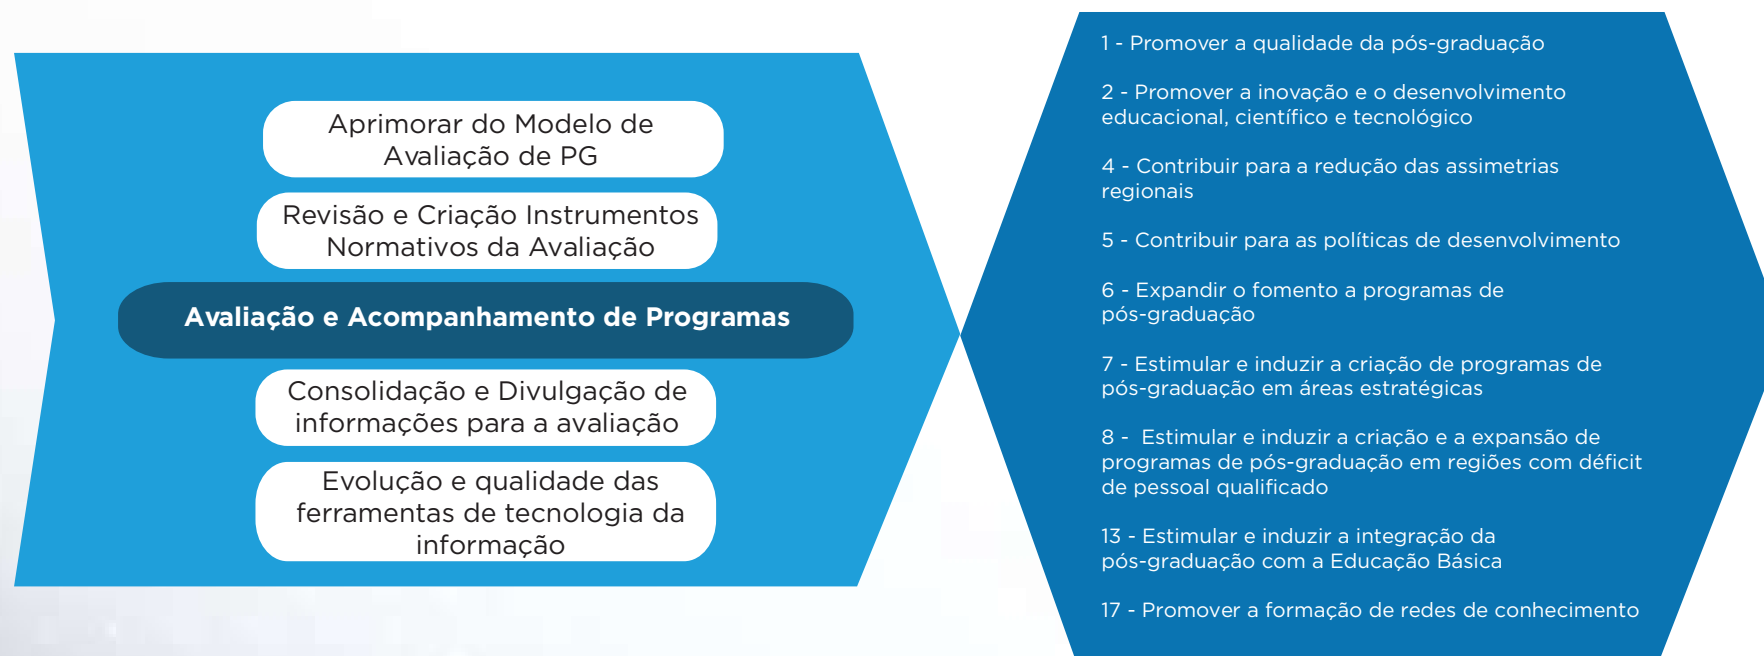 Aprimorar do Modelo de
Avaliação de PG
Revisão e Criação Instrumentos
Normativos da Avaliação
Avaliação e Acompanhamento de Programas
Consolidação e Divulgação de
informações para a avaliação
Evolução e qualidade das
ferramentas de tecnologia da
informação
1 - Promover a qualidade da pós-graduação
2 - Promover a inovação e o desenvolvimento
educacional, científico e tecnológico
4 - Contribuir para a redução das assimetrias
regionais
5 - Contribuir para as políticas de desenvolvimento
6 - Expandir o fomento a programas de
pós-graduação
7 - Estimular e induzir a criação de programas de
pós-graduação em áreas estratégicas
8 -  Estimular e induzir a criação e a expansão de
programas de pós-graduação em regiões com déficit
de pessoal qualificado
13 - Estimular e induzir a integração da
pós-graduação com a Educação Básica
17 - Promover a formação de redes de conhecimento